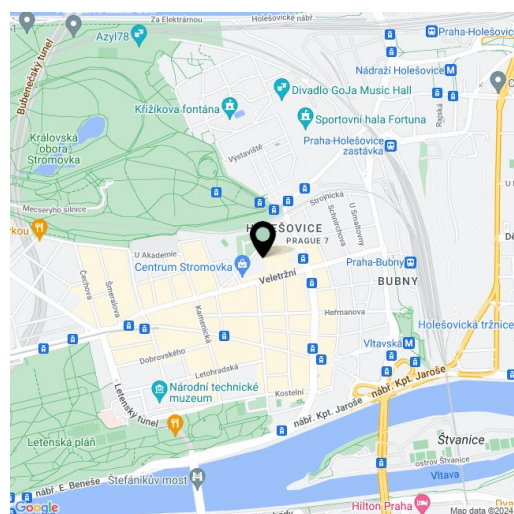 Za Elektrárnou
Holešovické nábř.
Azyl78
Praha-Holešovice
Bubenečský tunel
Nádraží Holešovice
Divadlo GoJa Music Hall
Křižíkova fontána
Sportovní hala Fortuna
Rajská
Královská
obora
Stromovka
Praha-Holešovice
zastávka
Výstaviště
Mecseryho silnice
Strojnická
U Smaltovny
Schnirchova
HOLEŠOVICE
PRAGUE 7
U Akademie
Centrum Stromovka
Praha-Bubny
Veletržní
BUBNY
Čechova
Šmeralova
Kamenická
Heřmanova
Holešovická tržnice
Dobrovského
Vltavská
Letohradská
Letenský tunel
Národní technické
muzeum
Kostelní
nábř. Kpt. Jaroše
nábř. Kpt. Jaroše
Letenská pláň
Štvanice
Štefánikův most
ostrov Štvanice
Vltava
nábř. E. Beneše
Google
Hilton Praha
Map data ©2024